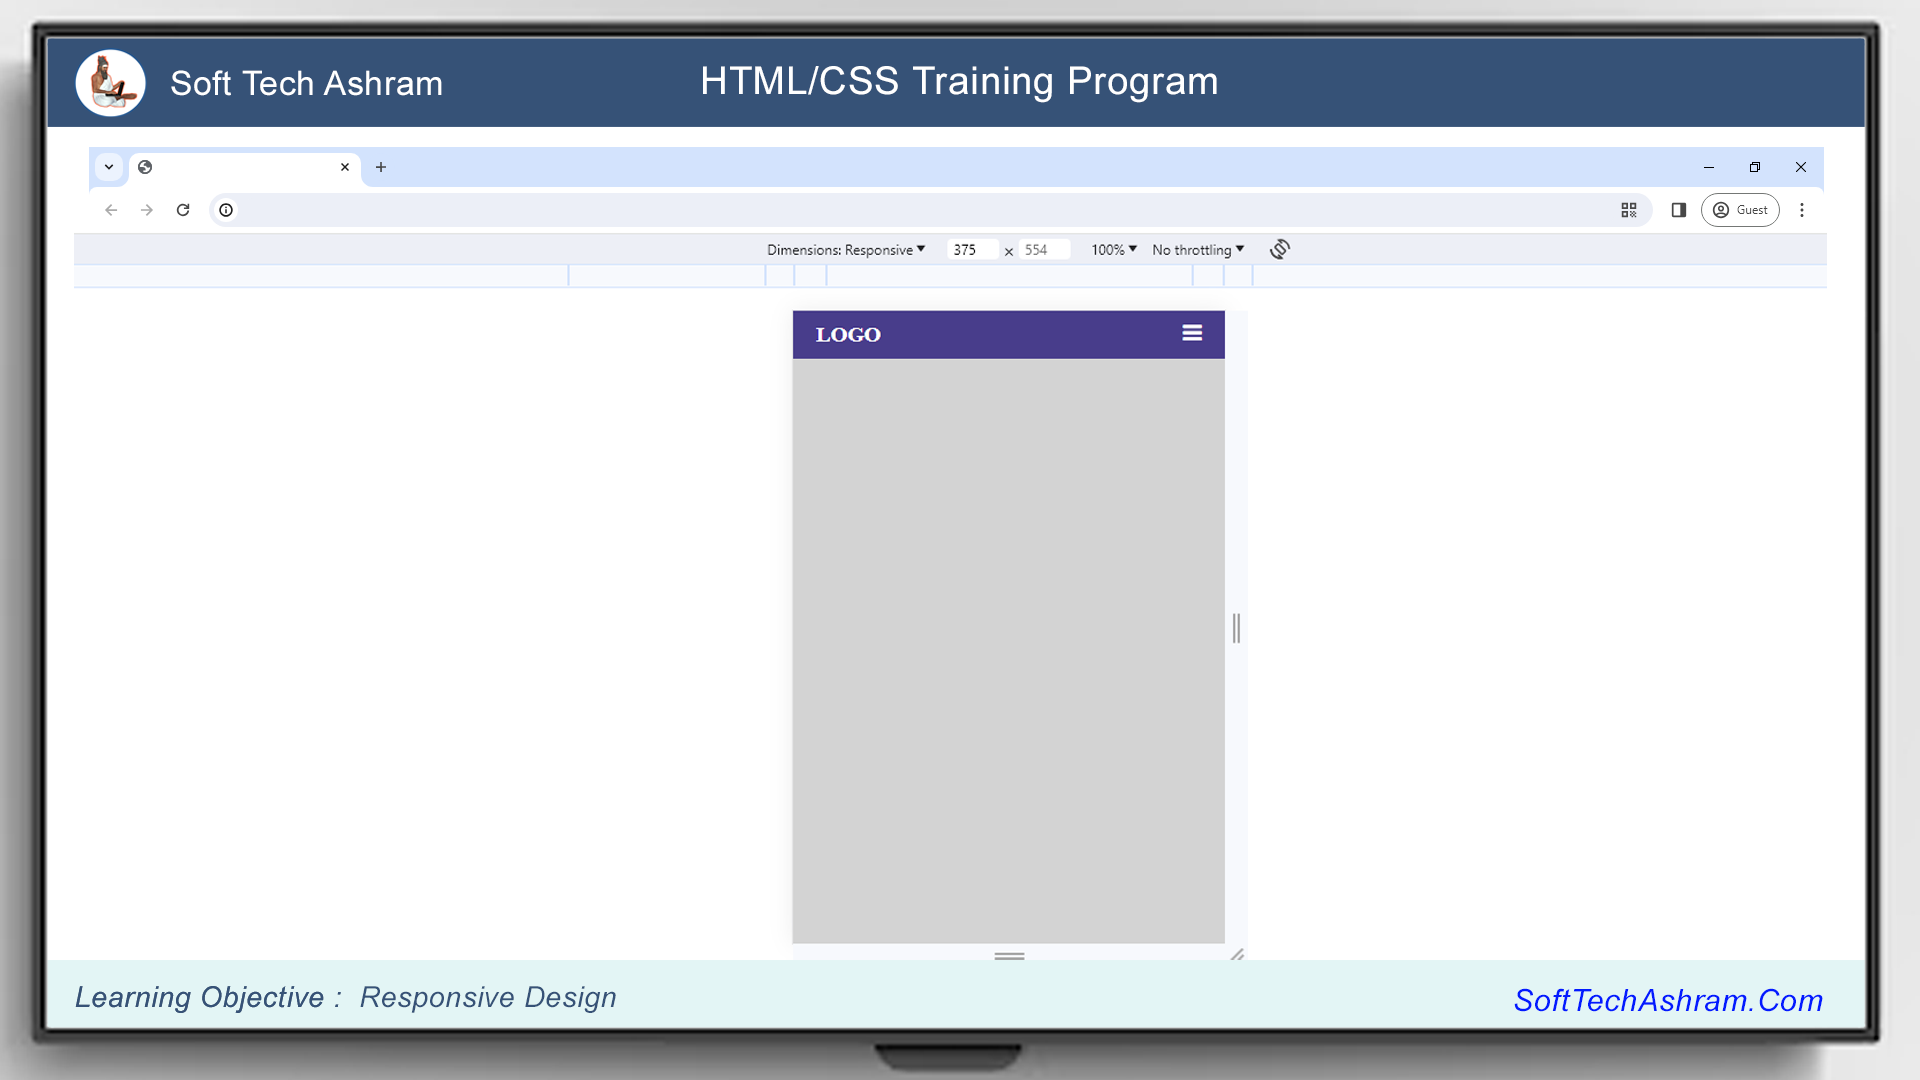 Soft Tech Ashram
HTML/CSS Training Program
Guest
Dimensions: Responsive 375 × 554 100% No throttling
LOGO
Learning Objective : Responsive Design
SoftTechAshram.Com